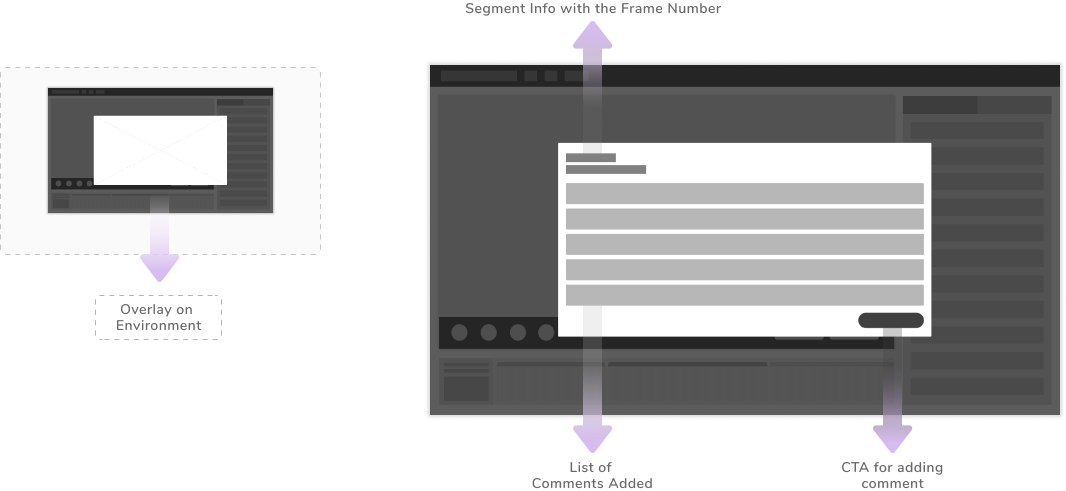 Segment Info with the Frame Number
Overlay on
Environment
List of
Comments Added
CTA for adding
comment